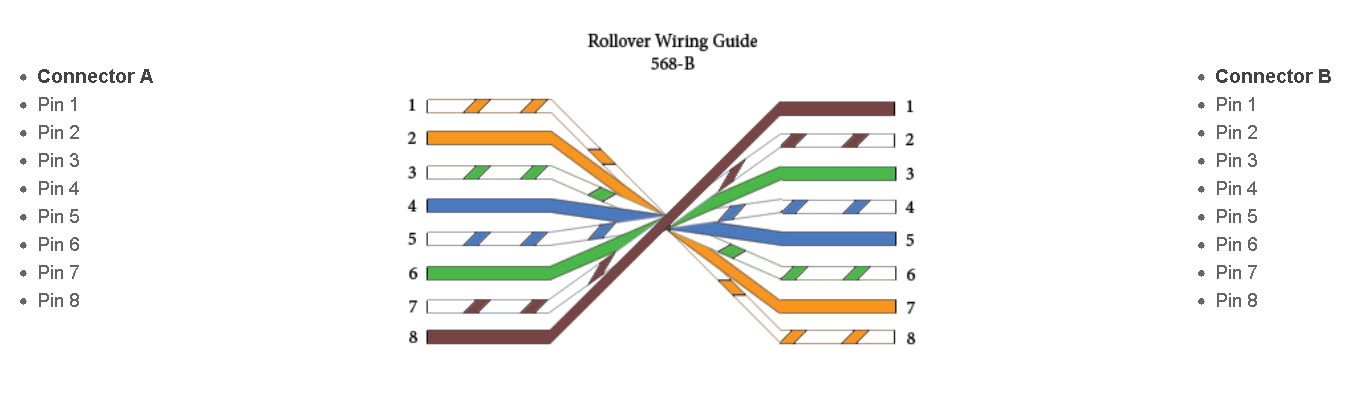 Rollover Wiring Guide
568-B
Connector A
Pin 1
Pin 2
Pin 3
Pin 4
Pin 5
Pin 6
Pin 7
Pin 8
1
2
3
4
5
6
7
8
1
2
3
4
5
6
7
8
Connector B
Pin 1
Pin 2
Pin 3
Pin 4
Pin 5
Pin 6
Pin 7
Pin 8